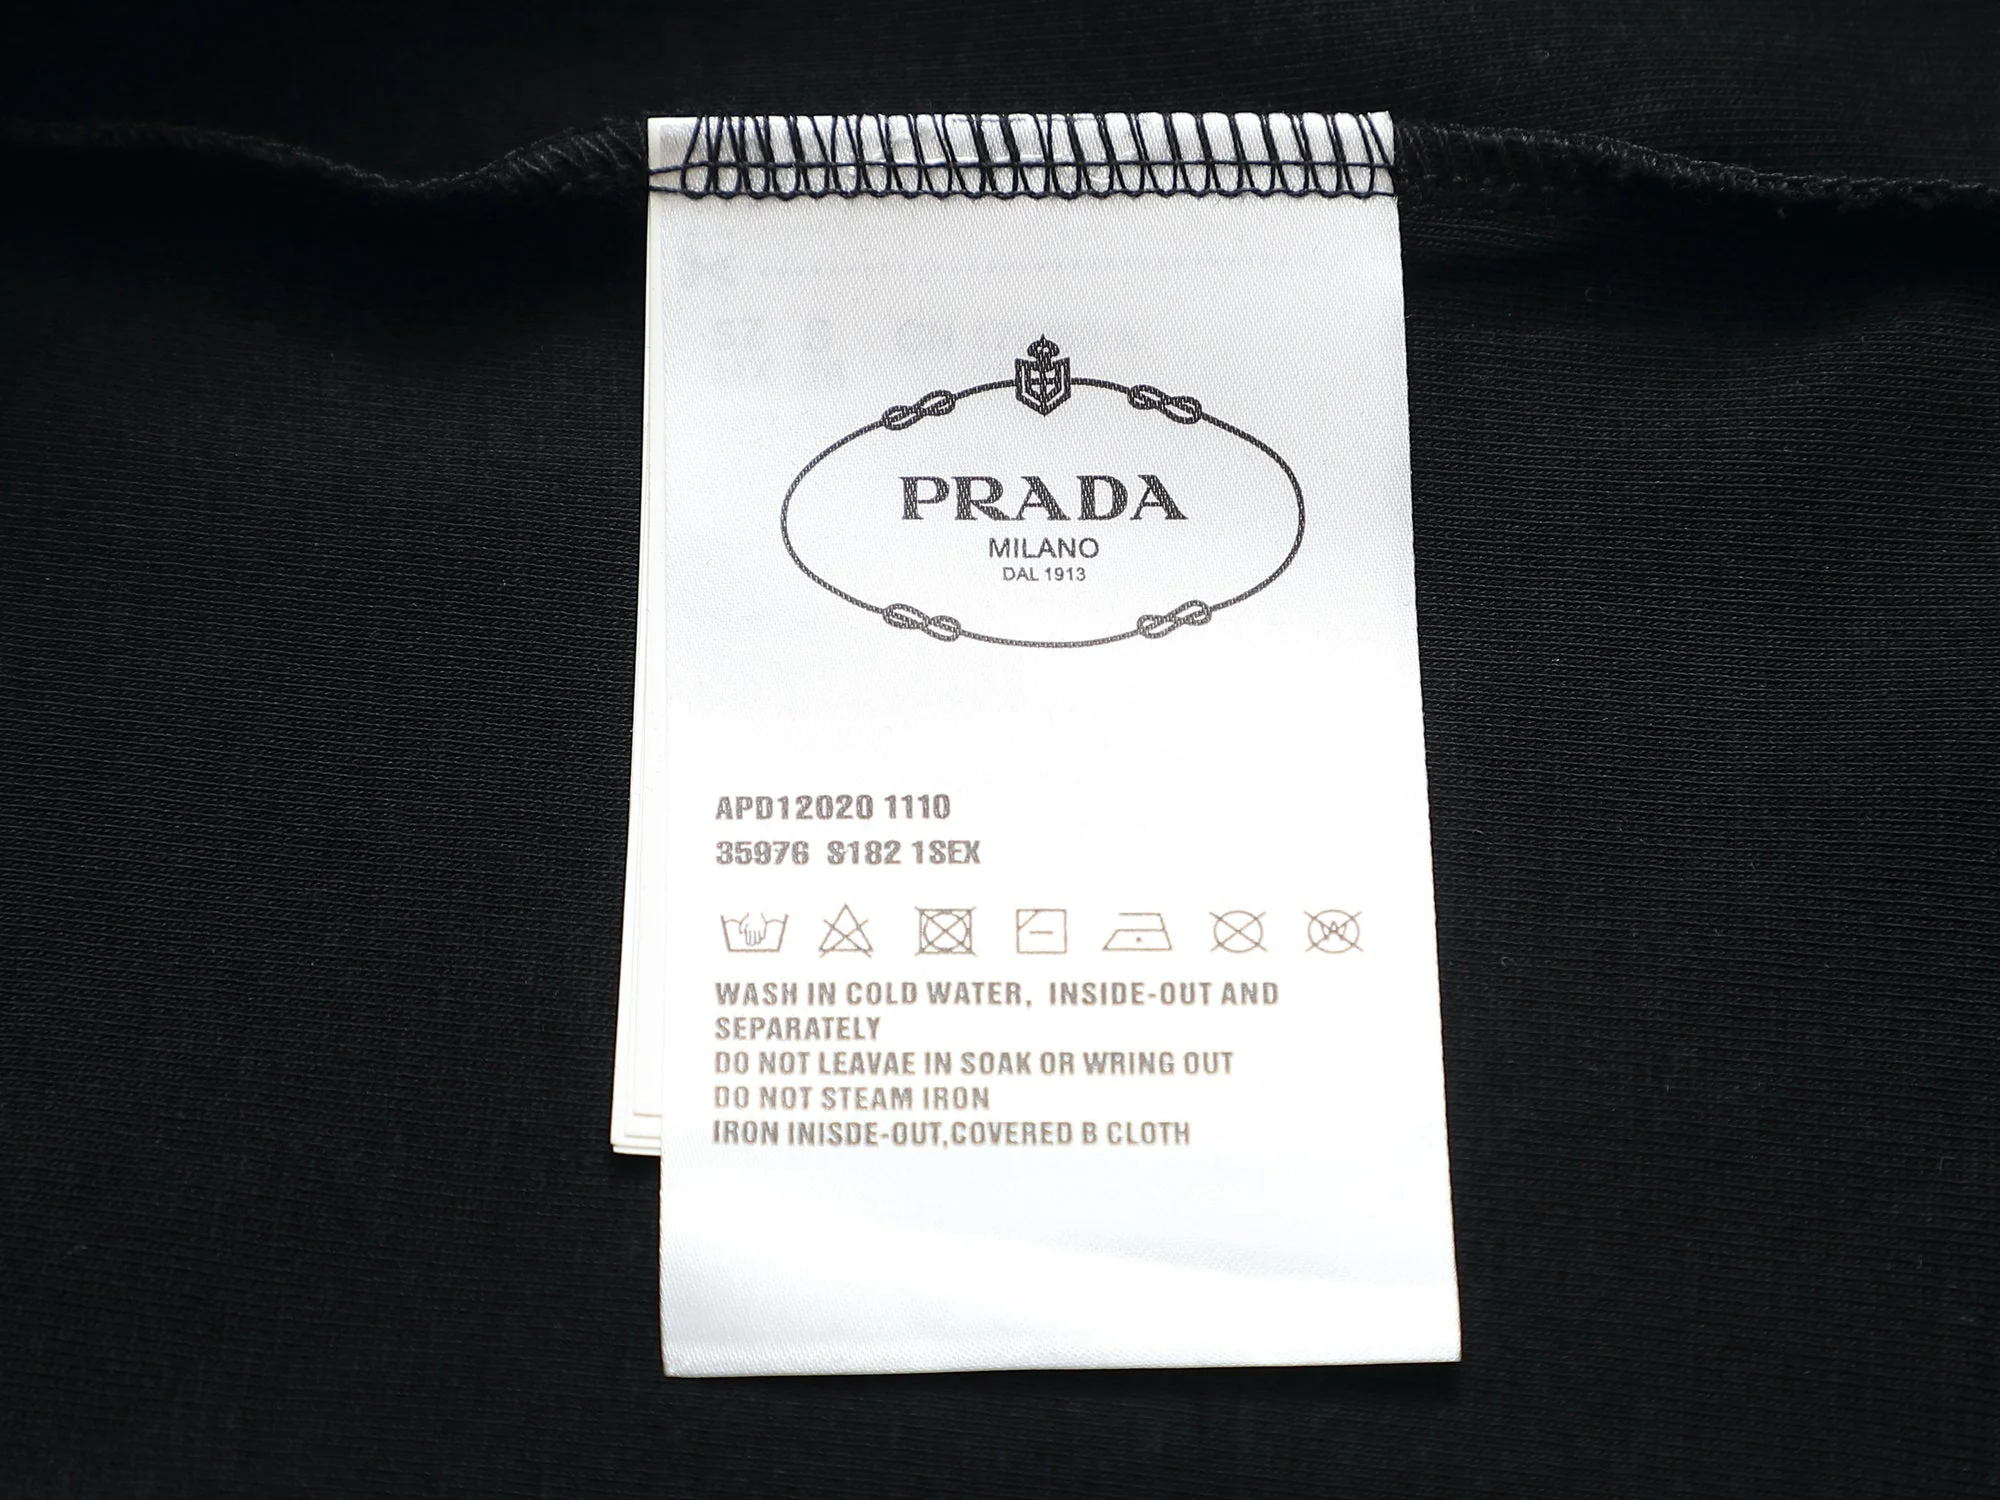 PRADA
MILANO
DAL 1913
APD12020 1110
35976 S182 1SEX
WASH IN COLD WATER, INSIDE-OUT AND
SEPARATELY
DO NOT LEAVAE IN SOAK OR WRING OUT
DO NOT STEAM IRON
IRON INISDE-OUT,COVERED B CLOTH